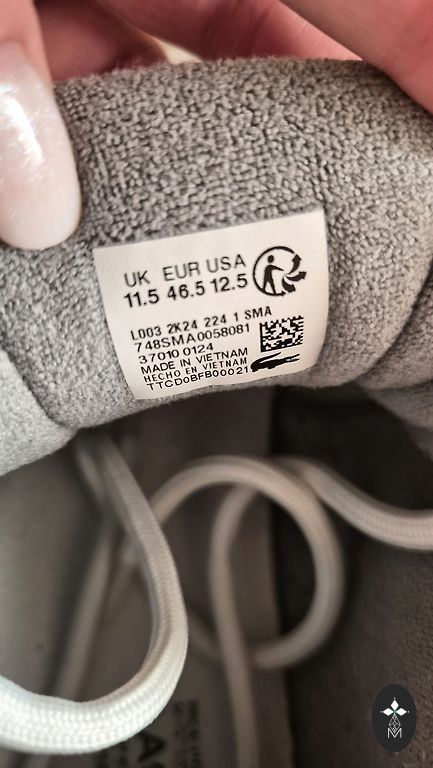 UK EUR USA
11.5 46.5 12.5
L003 2K24 224 1 SMA
748SMA0058081
37010 0124
MADE IN VIETNAM
HECHO EN VIETNAM
TTCD0BFB00021